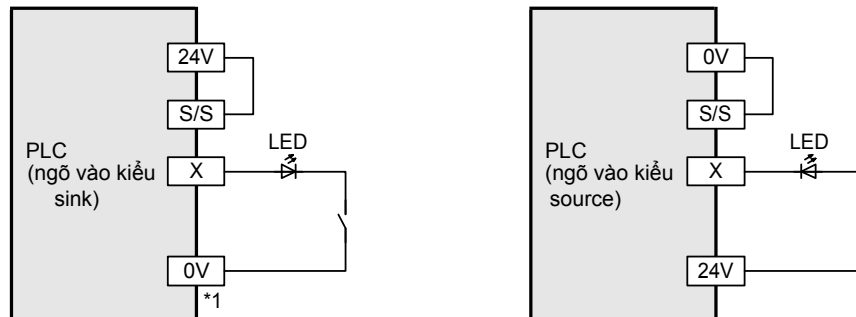 24V
S/S
LED
PLC
(ngõ vào kiểu
sink)
X
0V
*1
0V
S/S
LED
PLC
(ngõ vào kiểu
source)
X
24V